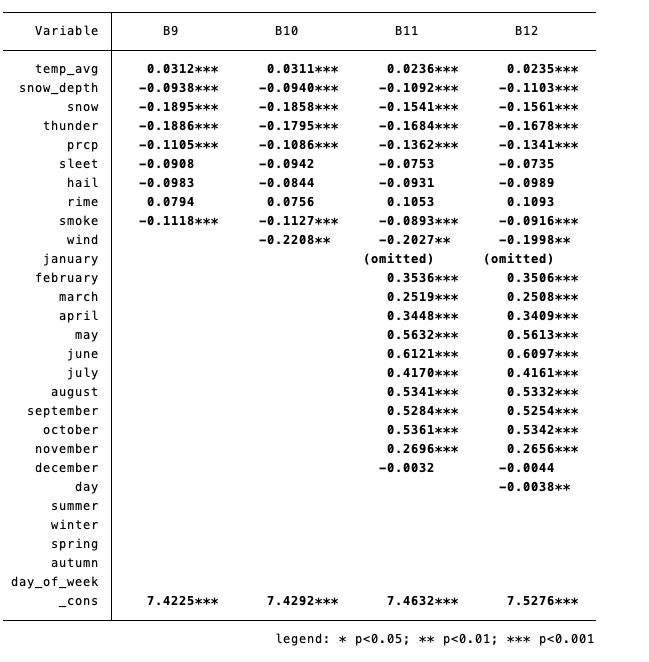 Variable B9 B10 B11 B12
temp_avg 0.0312*** 0.0311*** 0.0236*** 0.0235***
snow_depth -0.0938*** -0.0940*** -0.1092*** -0.1103***
snow -0.1895*** -0.1858*** -0.1541*** -0.1561***
thunder -0.1886*** -0.1795*** -0.1684*** -0.1678***
prcp -0.1105*** -0.1086*** -0.1362*** -0.1341***
sleet -0.0908 -0.0942 -0.0753 -0.0735
hail -0.0983 -0.0844 -0.0931 -0.0989
rime 0.0794 0.0756 0.1053 0.1093
smoke -0.1118*** -0.1127*** -0.0893*** -0.0916***
wind -0.2208** -0.2027** -0.1998**
january (omitted) (omitted)
february 0.3536*** 0.3506***
march 0.2519*** 0.2508***
april 0.3448*** 0.3409***
may 0.5632*** 0.5613***
june 0.6121*** 0.6097***
july 0.4170*** 0.4161***
august 0.5341*** 0.5332***
september 0.5284*** 0.5254***
october 0.5361*** 0.5342***
november 0.2696*** 0.2656***
december -0.0032 -0.0044
day -0.0038**
summer
winter
spring
autumn
day_of_week
_cons 7.4225*** 7.4292*** 7.4632*** 7.5276***
legend: * p<0.05; ** p<0.01; *** p<0.001